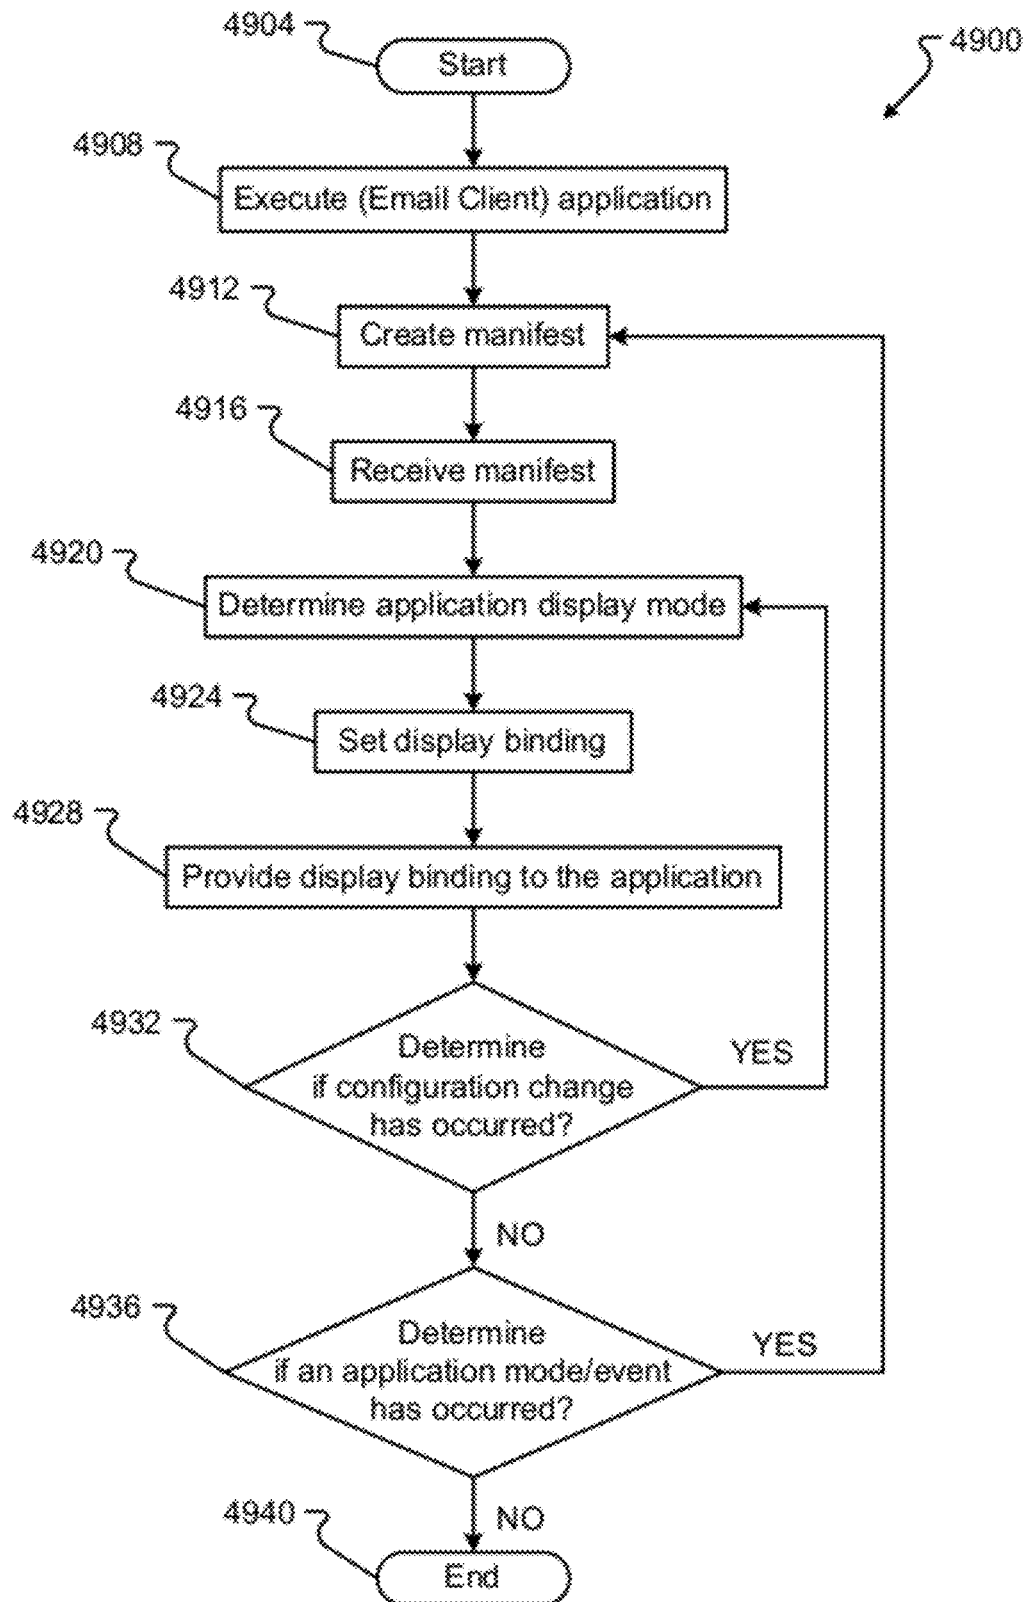 4904
Start
4900
4908
Execute (Email Client) application
4912
Create manifest
4916
Receive manifest
4920
Determine application display mode
4924
Set display binding
4928
Provide display binding to the application
4932
Determine
if configuration change
has occurred?
YES
NO
4936
Determine
if an application mode/event
has occurred?
YES
NO
4940
End